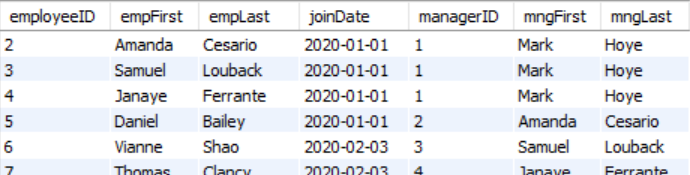 employeeID empFirst empLast joinDate managerID mngFirst mngLast
2 Amanda Cesario 2020-01-01 1 Mark Hoye
3 Samuel Louback 2020-01-01 1 Mark Hoye
4 Janaye Ferrante 2020-01-01 1 Mark Hoye
5 Daniel Bailey 2020-01-01 2 Amanda Cesario
6 Vianne Shao 2020-02-03 3 Samuel Louback
7 Thomas Clancy 2020-02-03 4 Janaye Ferrante